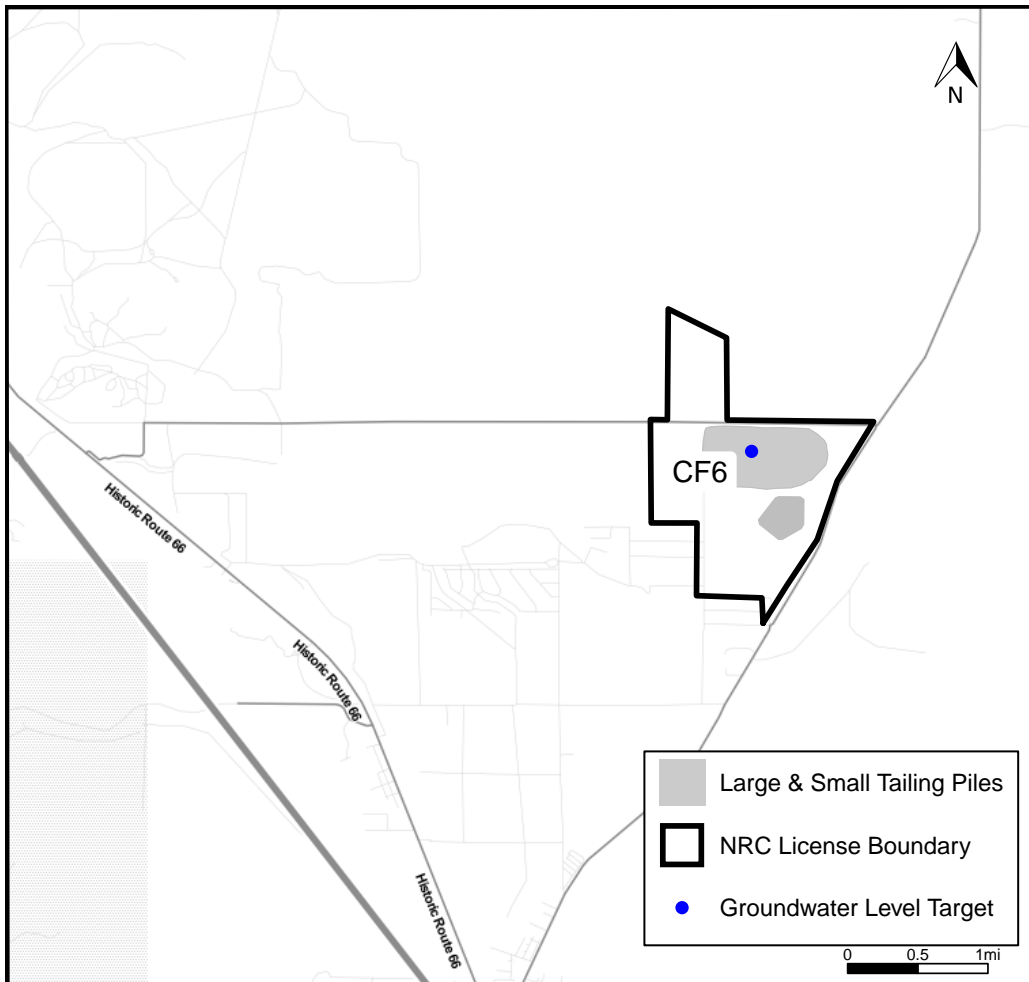 N
CF6
Historic Route 66
Historic Route 66
Historic Route 66
Large & Small Tailing Piles
NRC License Boundary
Groundwater Level Target
0 0.5 1mi